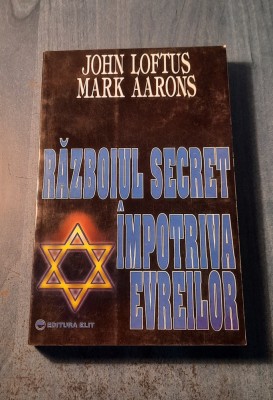 JOHN LOFTUS
MARK AARONS
RĂZBOIUL SECRET
ÎMPOTRIVA
EVREILOR
EDITURA ELIT